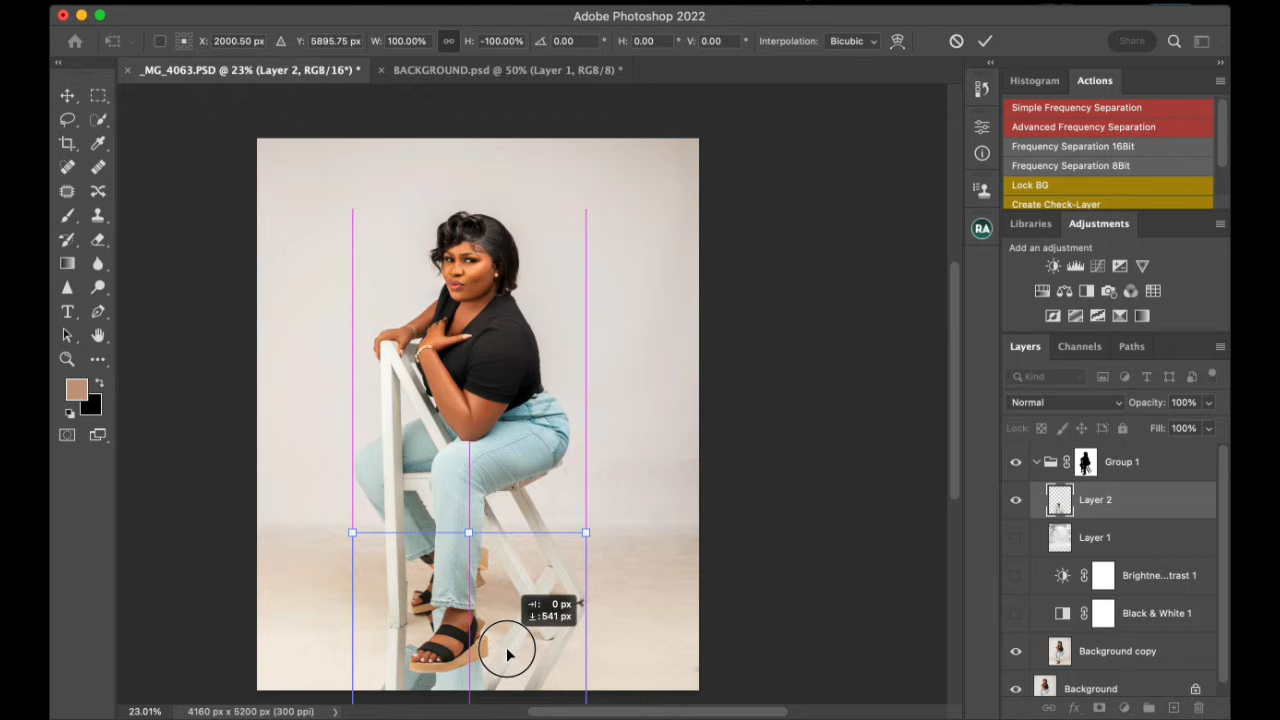 Adobe Photoshop 2022
X: 2000.50 px Y: 5895.75 px W: 100.00% H: -100.00% 0.00 ° H: 0.00 ° V: 0.00 ° Interpolation: Bicubic Share
_MG_4063.PSD @ 23% (Layer 2, RGB/16*) * BACKGROUND.psd @ 50% (Layer 1, RGB/8) *
Histogram Actions
Simple Frequency Separation
Advanced Frequency Separation
Frequency Separation 16Bit
Frequency Separation 8Bit
Lock BG
Create Check-Layer
Libraries Adjustments
RA
Add an adjustment
Layers Channels Paths
Kind
Normal Opacity: 100%
Lock: Fill: 100%
Group 1
Layer 2
Layer 1
Brightne...trast 1
Black & White 1
Background copy
Background
0 px
541 px
23.01% 4160 px x 5200 px (300 ppi)